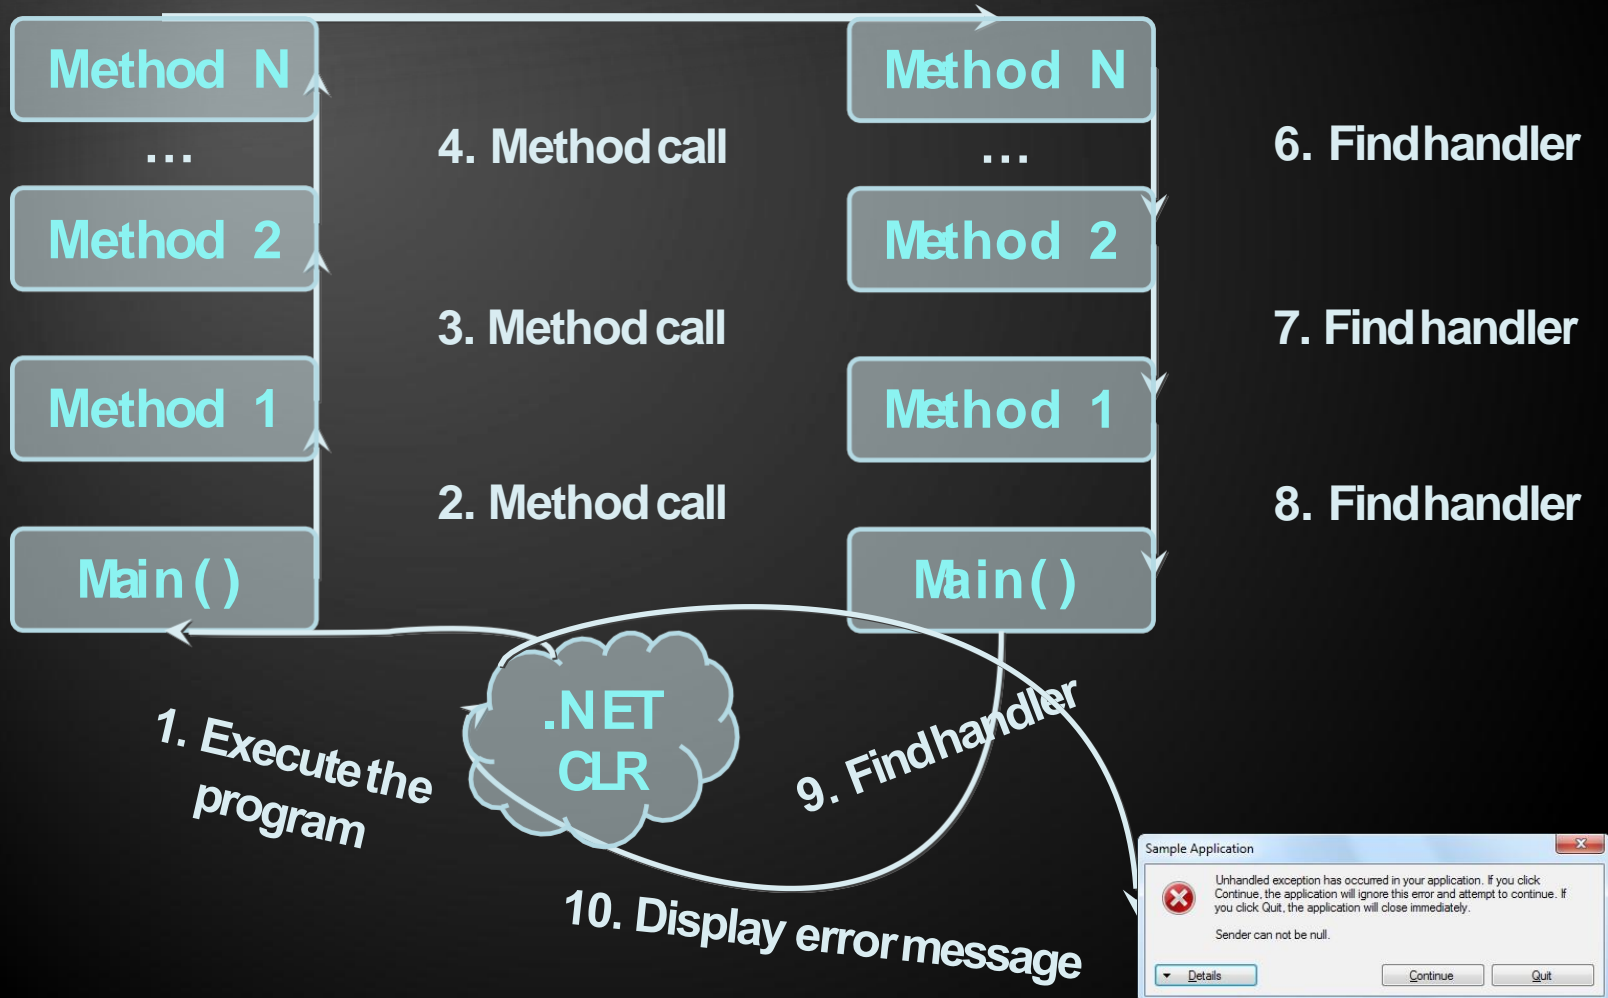 Method N
Method N
4. Method call
6. Find handler
...
...
Method 2
Method 2
3. Method call
7. Find handler
Method 1
Method 1
2. Method call
8. Find handler
Main()
Main()
.NET
CLR
1. Execute the
program
9. Find handler
10. Display error message
Sample Application
Unhandled exception has occurred in your application. If you click
Continue, the application will ignore this error and attempt to continue. If
you click Quit, the application will close immediately.
Sender can not be null.
Details
Continue
Quit